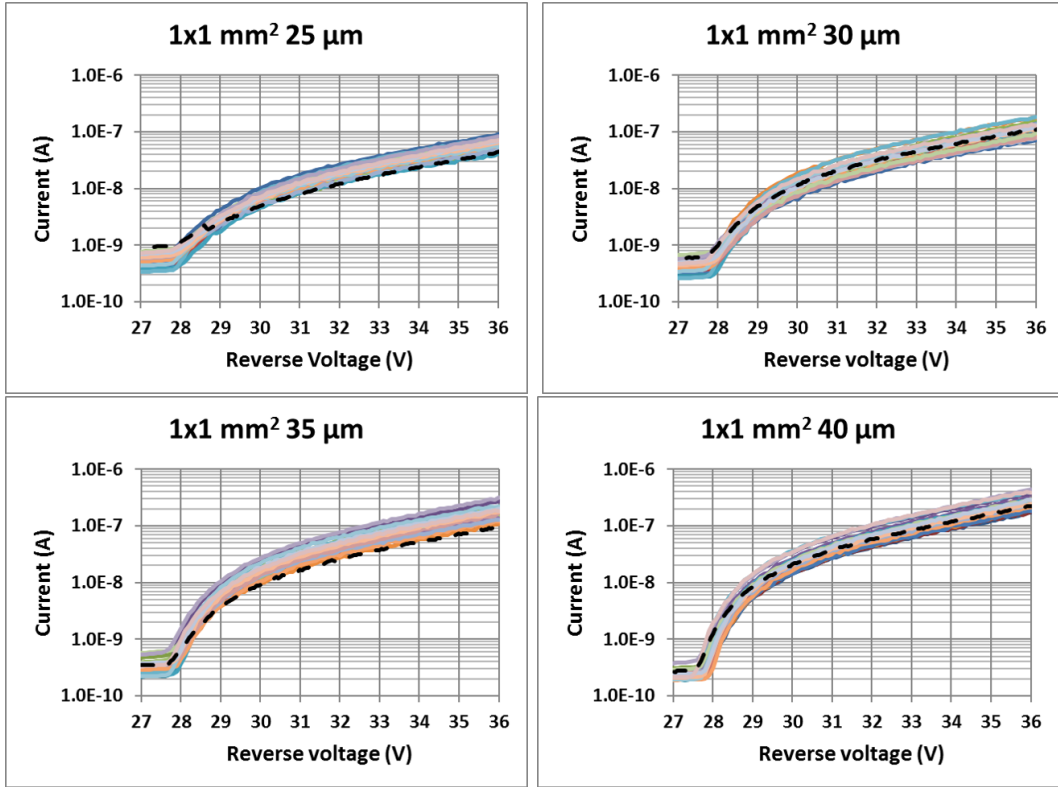 1x1 mm² 25 µm
1.0E-6
1.0E-7
1.0E-8
1.0E-9
1.0E-10
Current (A)
27 28 29 30 31 32 33 34 35 36
Reverse Voltage (V)
1x1 mm² 30 µm
1.0E-6
1.0E-7
1.0E-8
1.0E-9
1.0E-10
Current (A)
27 28 29 30 31 32 33 34 35 36
Reverse Voltage (V)
1x1 mm² 35 µm
1.0E-6
1.0E-7
1.0E-8
1.0E-9
1.0E-10
Current (A)
27 28 29 30 31 32 33 34 35 36
Reverse voltage (V)
1x1 mm² 40 µm
1.0E-6
1.0E-7
1.0E-8
1.0E-9
1.0E-10
Current (A)
27 28 29 30 31 32 33 34 35 36
Reverse voltage (V)